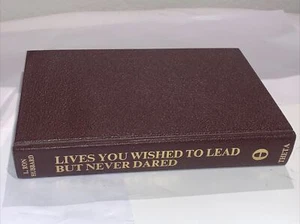 L. RON
HUBBARD
LIVES YOU WISHED TO LEAD
BUT NEVER DARED
THETA